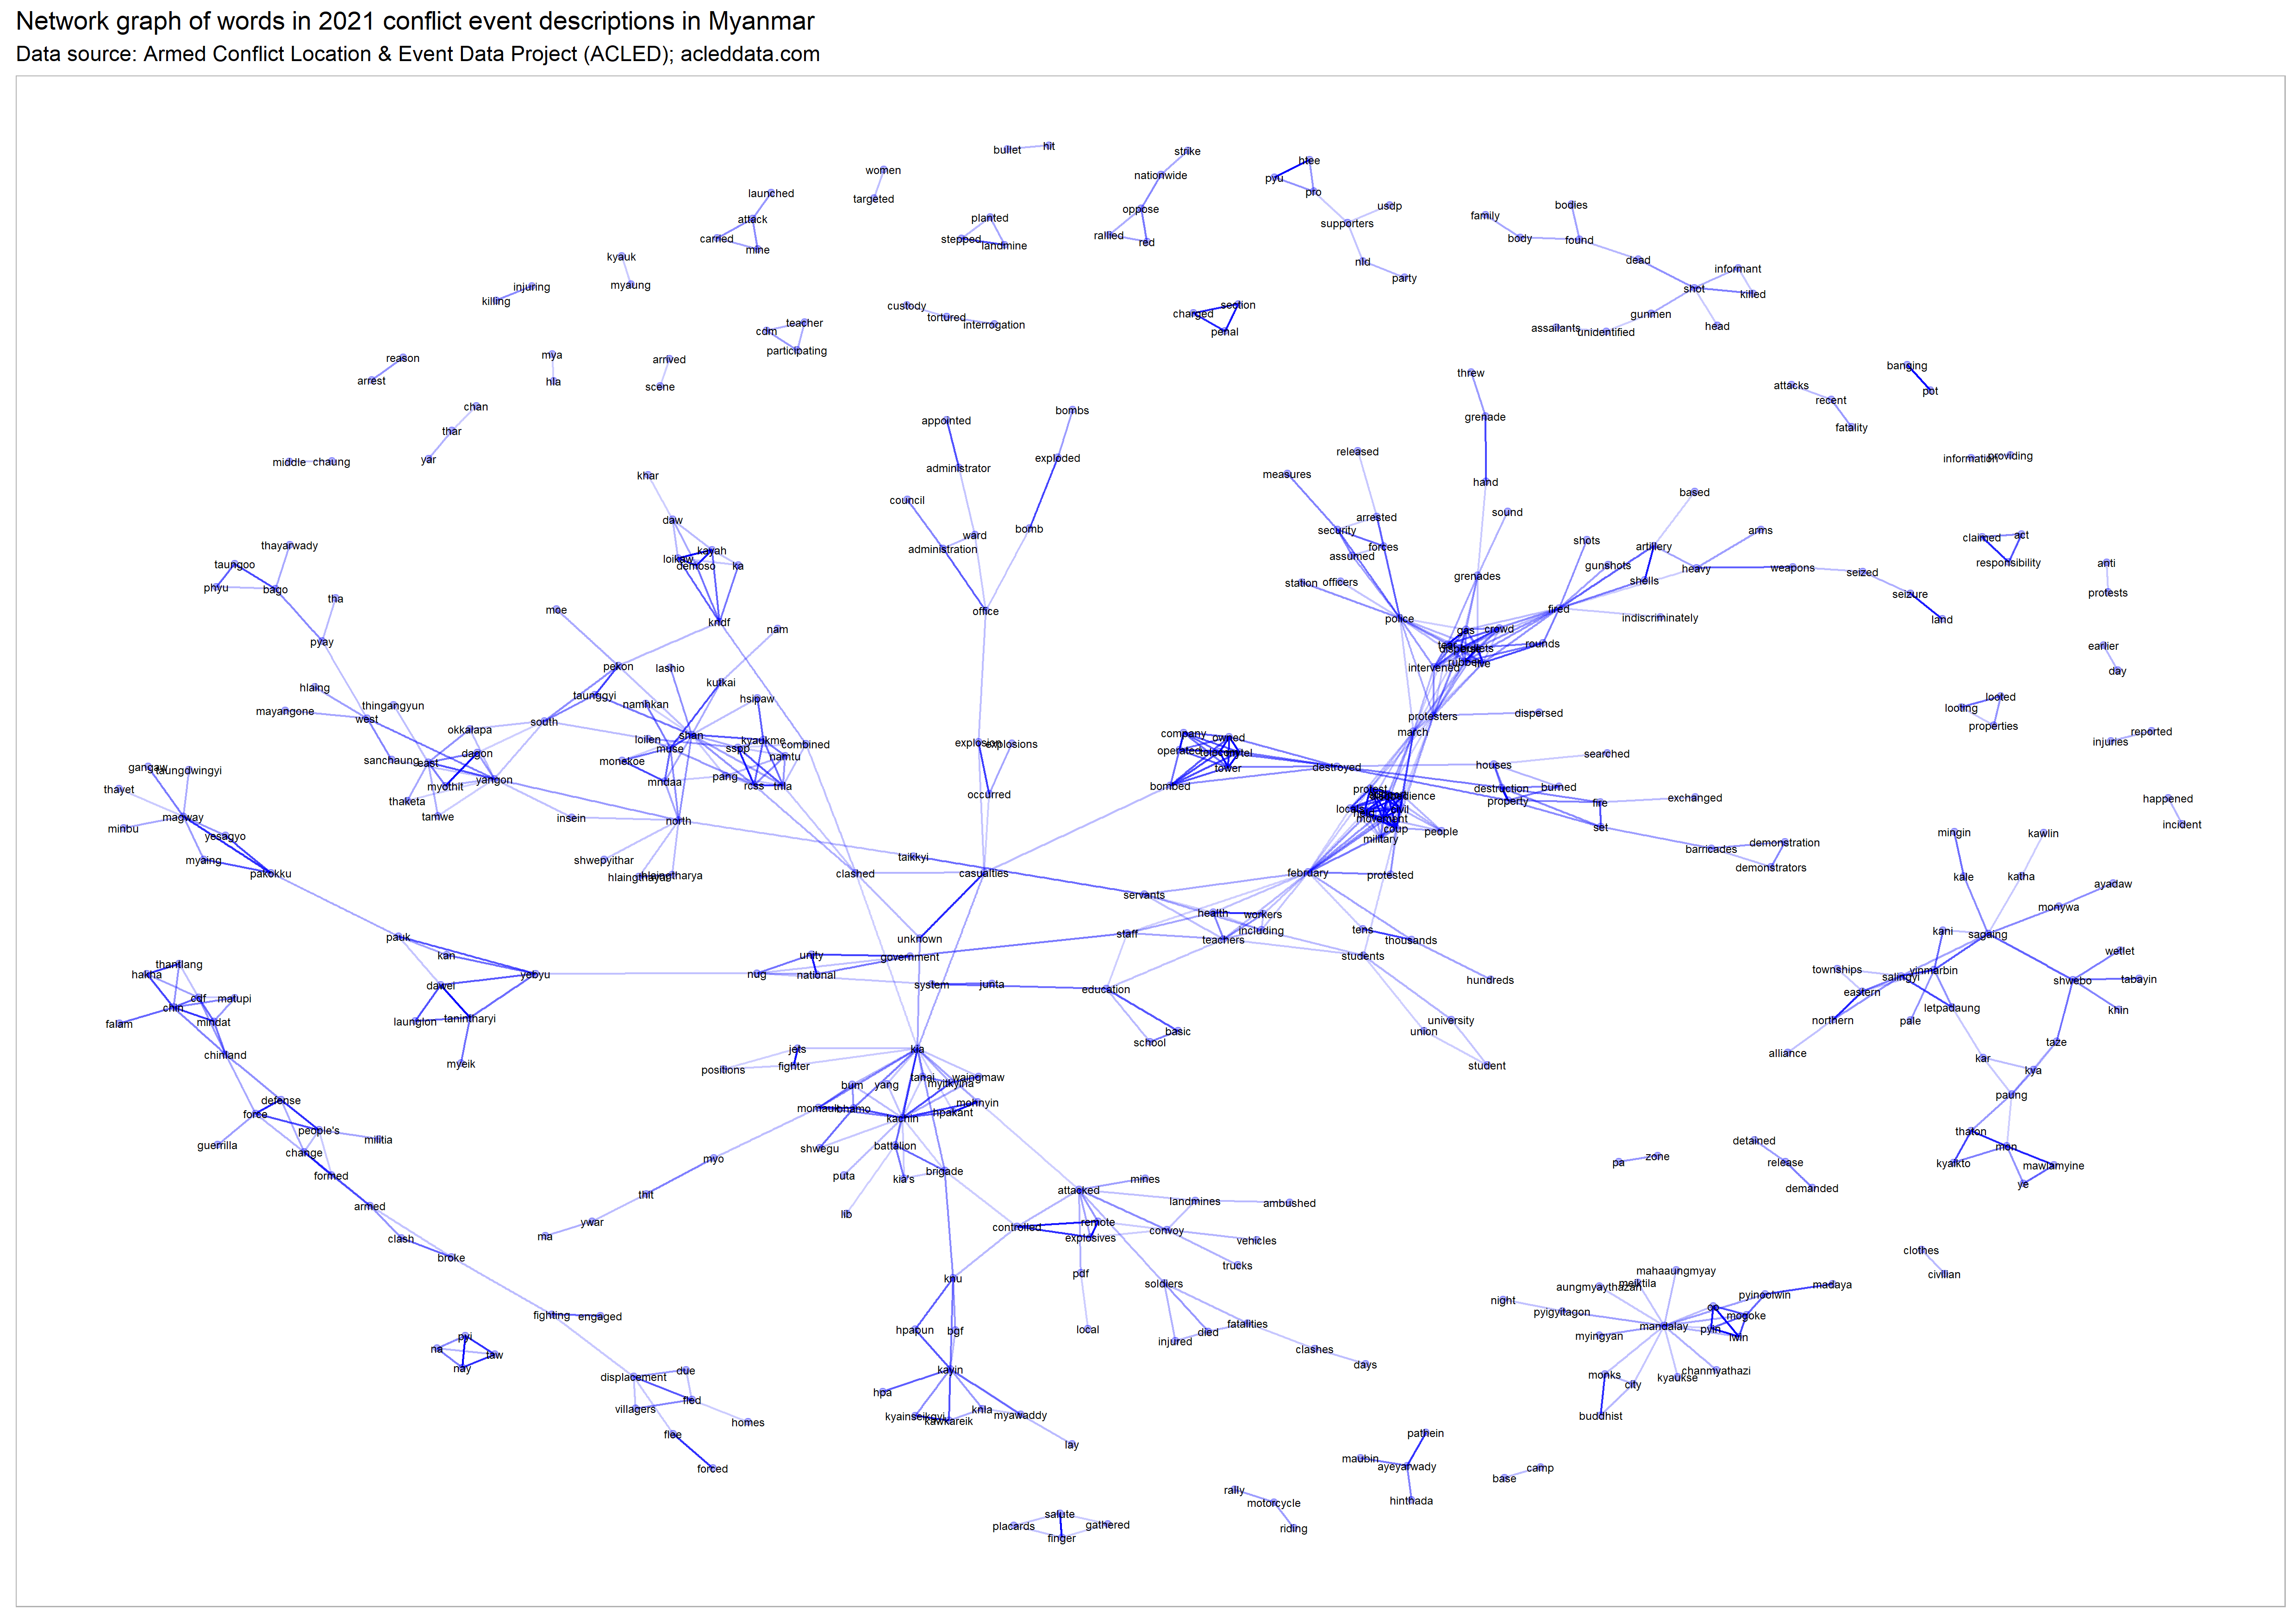 Network graph of words in 2021 conflict event descriptions in Myanmar
Data source: Armed Conflict Location & Event Data Project (ACLED); acleddata.com
bullet hit
strike
nationwide
women
targeted
launched
attack
carried
mine
planted
stepped
landmine
oppose
rallied
red
btee
pyu
pro
usdp
supporters
nld
party
family
bodies
body
found
dead
informant
shot
killed
gunmen
head
assailants
unidentified
kyauk
myaung
injuring
killing
custody
tortured
interrogation
section
charged
penal
teacher
cdm
participating
reason
arrest
mya
hla
arrived
scene
banging
pot
attacks
recent
fatality
threw
grenade
hand
chan
thar
yar
middle chaung
appointed
administrator
bombs
exploded
bomb
council
ward
administration
office
released
measures
arrested
security
forces
assumed
station officers
police
sound
grenades
based
arms
shots
artillery
gunshots
shells
heavy
weapons
seized
seizure
land
information
providing
claimed
act
responsibility
anti
protests
earlier
day
khar
daw
kayah
loikaw
demoso
ka
kndf
thayarwady
taungoo
phyu
bago
tha
pyay
moe
nam
pekon
lashio
kutkai
taunggyi
namhkan
hsipaw
hlaing
mayangone
west
thingangyun
okkalapa
south
loilen
shan
muse
kyaukme
sspp
combined
namtu
monekoe
mndaa
pang
rcss
tnla
dagon
sanchaung
east
myothit
yangon
thaketa
tamwe
insein
north
gangaw
taungdwingyi
thayet
magway
minbu
yesagyo
myaing
pakokku
shwepyithar
hlaingthayar
hlaingtharya
explosion
explosions
occurred
taikkyi
clashed
casualties
fired
indiscriminately
gas
crowd
rounds
rubber
live
intervened
protesters
dispersed
march
company
owned
operated
tower
bombed
destroyed
searched
houses
destruction
burned
property
fire
exchanged
set
barricades
demonstration
demonstrators
looted
looting
properties
reported
injuries
happened
incident
protest
civil
movement
coup
military
people
february
protested
servants
health
workers
including
teachers
staff
tens
thousands
students
hundreds
unknown
government
unity
national
nug
system
junta
education
basic
school
university
union
student
mingin
kawlin
kale
katha
ayadaw
monywa
kani
sagaing
wetlet
townships
yinmarbin
salingyi
eastern
shwebo
tabayin
northern
pale
letpadaung
khin
alliance
taze
kar
kya
paung
thaton
mon
kyaikto
mawlamyine
ye
pauk
kan
yebyu
dawei
launglon
tanintharyi
myeik
thantlang
hakha
cdf
matupi
chin
falam
mindat
chinland
defense
force
people's
guerrilla
militia
change
formed
armed
clash
broke
fighting engaged
jets
fighter
positions
kia
bum
yang
tanai
waingmaw
myitkyina
momauk
bhamo
kachin
mohnyin
hpakant
shwegu
battalion
puta
kia's
brigade
lib
myo
thit
ywar
ma
attacked
mines
landmines
ambushed
controlled
remote
explosives
convoy
vehicles
trucks
pdf
local
soldiers
injured
died
fatalities
clashes
days
pa
zone
detained
release
demanded
clothes
civilian
knu
hpapun
bgf
kayin
hpa
kyainseikgyi
kawkareik
knla
myawaddy
lay
pyi
na
nay
taw
displacement
due
villagers
fled
homes
flee
forced
mahaaungmyay
aungmyaythazan
meiktila
madaya
night
pyigyitagon
pyinoolwin
oo
mogoke
mandalay
pyin
lwin
myingyan
monks
city
kyaukse
chanmyathazi
buddhist
pathein
maubin
ayeyarwady
hinthada
base
camp
rally
motorcycle
riding
salute
placards
gathered
finger